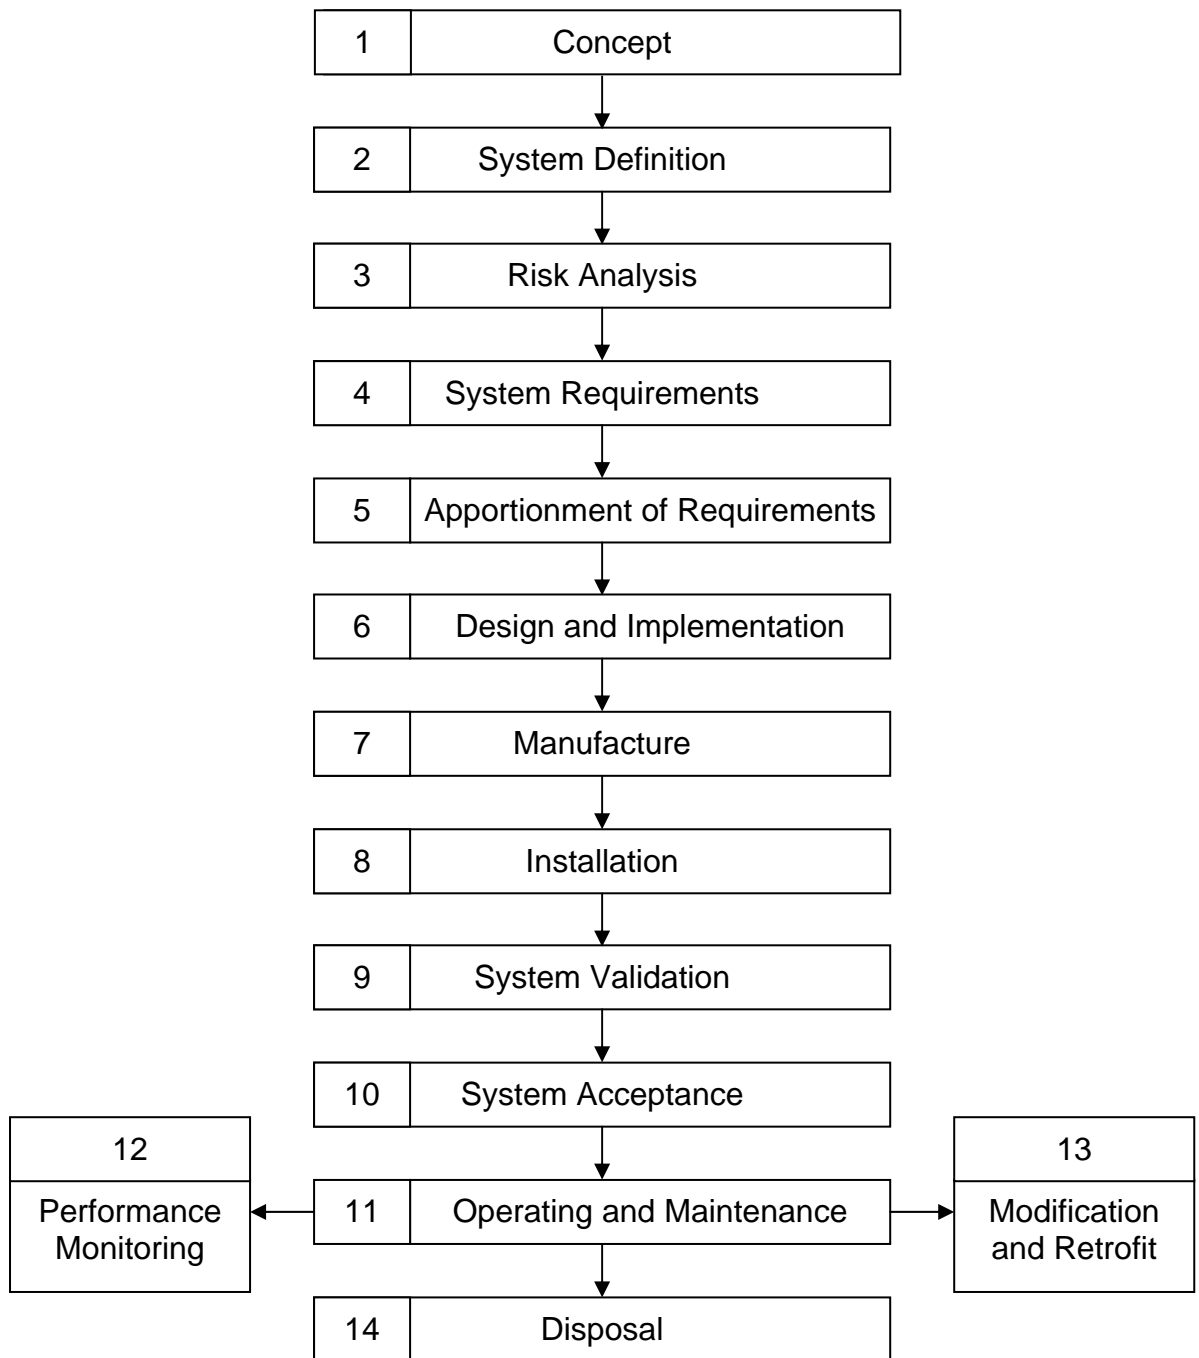 1 Concept
2 System Definition
3 Risk Analysis
4 System Requirements
5 Apportionment of Requirements
6 Design and Implementation
7 Manufacture
8 Installation
9 System Validation
10 System Acceptance
12
Performance
Monitoring
11 Operating and Maintenance
13
Modification
and Retrofit
14 Disposal